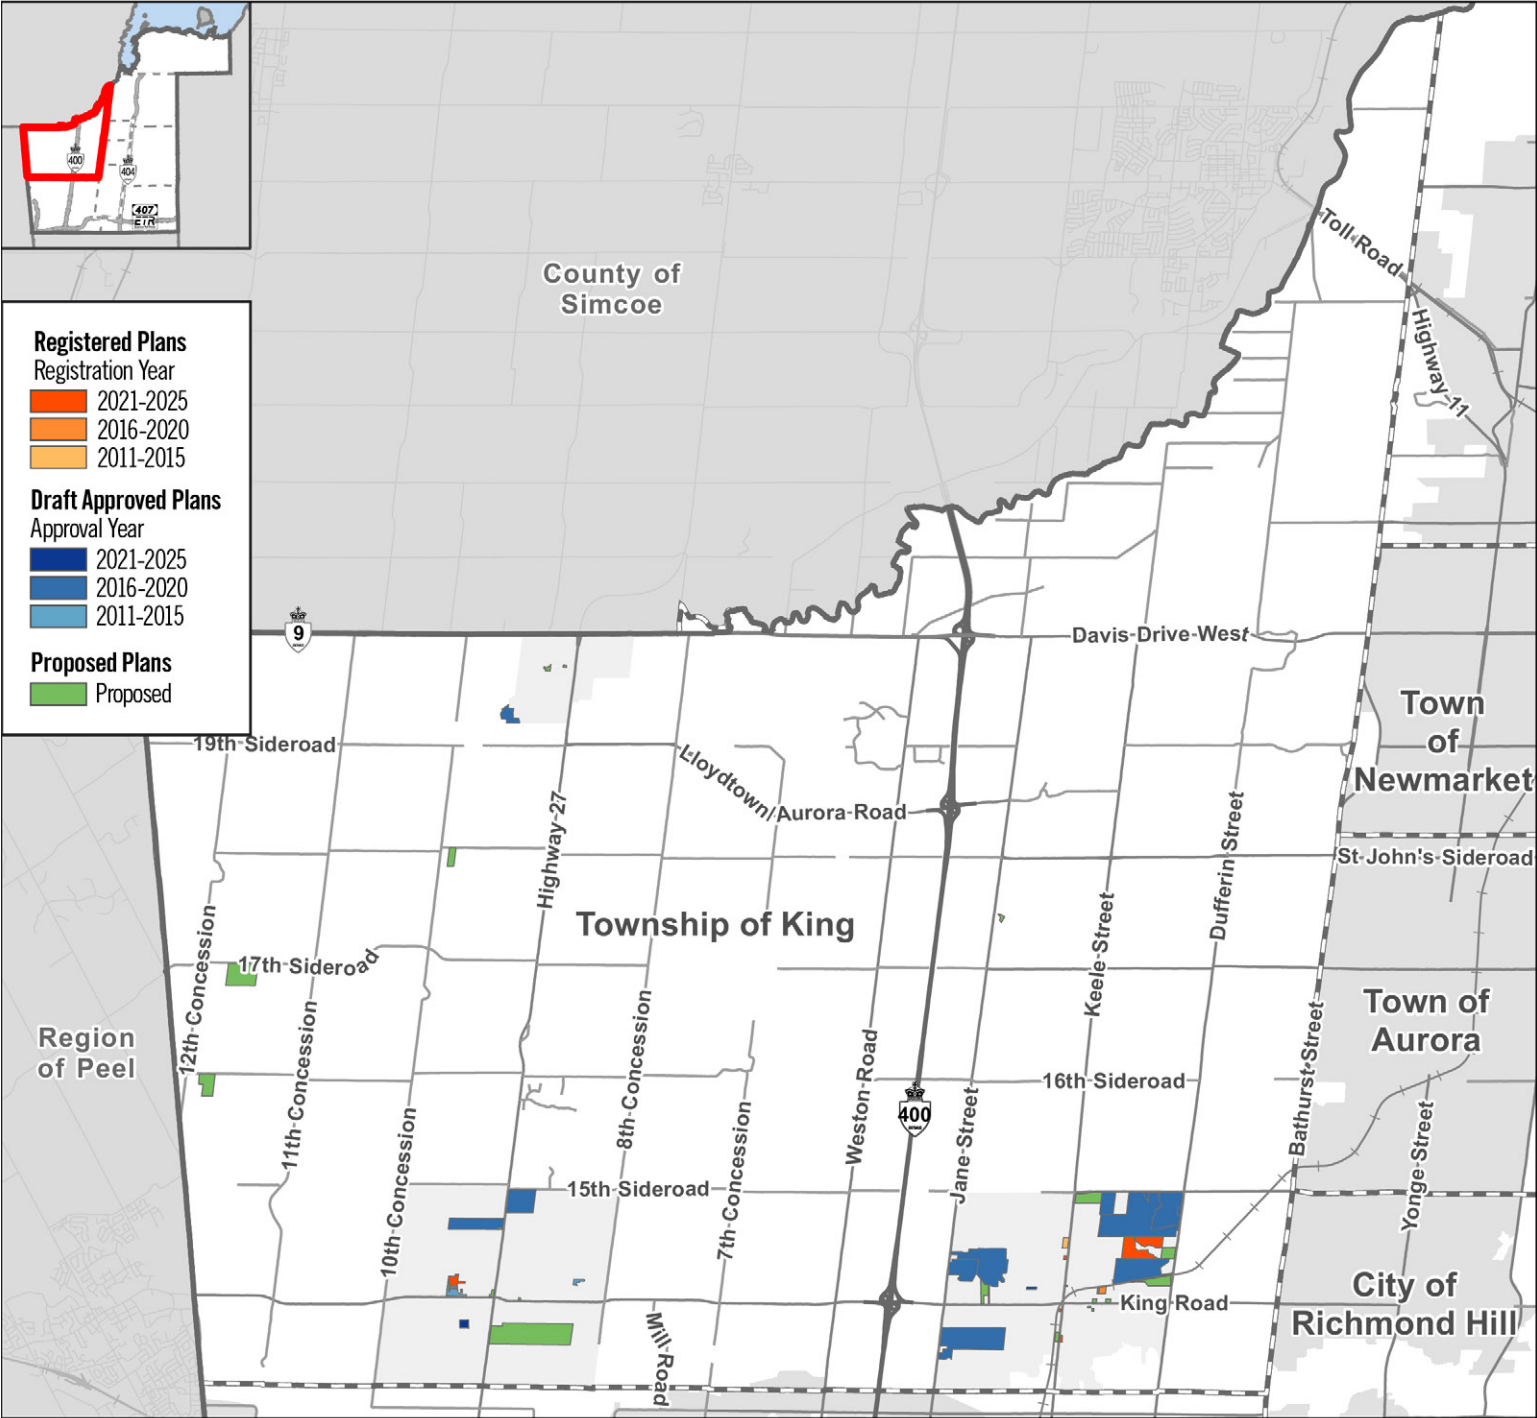 400
404
407
ETR
County of
Simcoe
Toll Road
Highway 11
Registered Plans
Registration Year
2021-2025
2016-2020
2011-2015
Draft Approved Plans
Approval Year
2021-2025
2016-2020
2011-2015
Proposed Plans
Proposed
9
Davis Drive West
Town
of
Newmarket
19th Sideroad
Lloydtown/
Aurora Road
Highway 27
Dufferin Street
St John's Sideroad
Township of King
Keele Street
12th Concession
17th Sideroad
Region
of Peel
11th Concession
8th Concession
Town of
Aurora
16th Sideroad
Weston Road
400
Jane Street
Bathurst Street
Yonge Street
10th Concession
7th Concession
15th Sideroad
Mill Road
King Road
City of
Richmond Hill